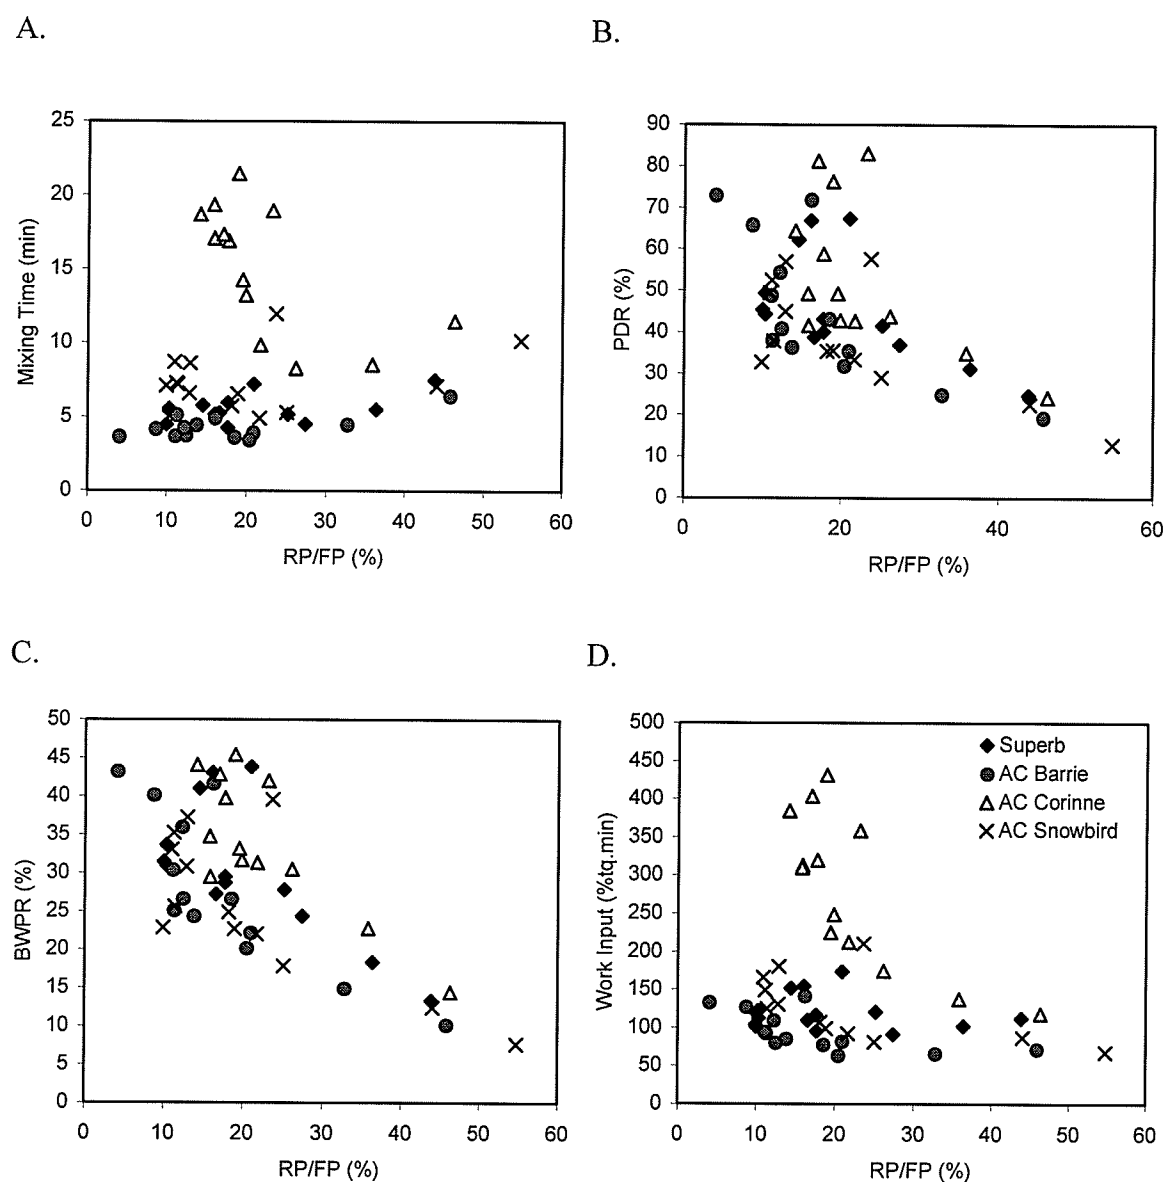 A.
25
20
15
10
5
0
Mixing Time (min)
0 10 20 30 40 50 60
RP/FP (%)
B.
90
80
70
60
50
40
30
20
10
0
PDR (%)
0 20 40 60
RP/FP (%)
C.
50
45
40
35
30
25
20
15
10
5
0
BWPR (%)
0 10 20 30 40 50 60
RP/FP (%)
D.
500
450
400
350
300
250
200
150
100
50
0
Work Input (%tq.min)
Superb
AC Barrie
AC Corinne
AC Snowbird
0 10 20 30 40 50 60
RP/FP (%)